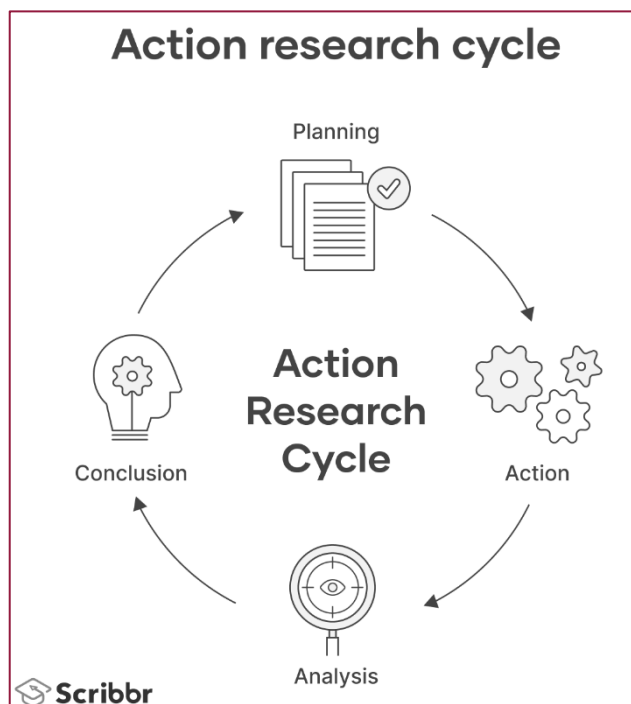 Action research cycle
Planning
Action
Research
Cycle
Conclusion
Action
Analysis
Scribbr